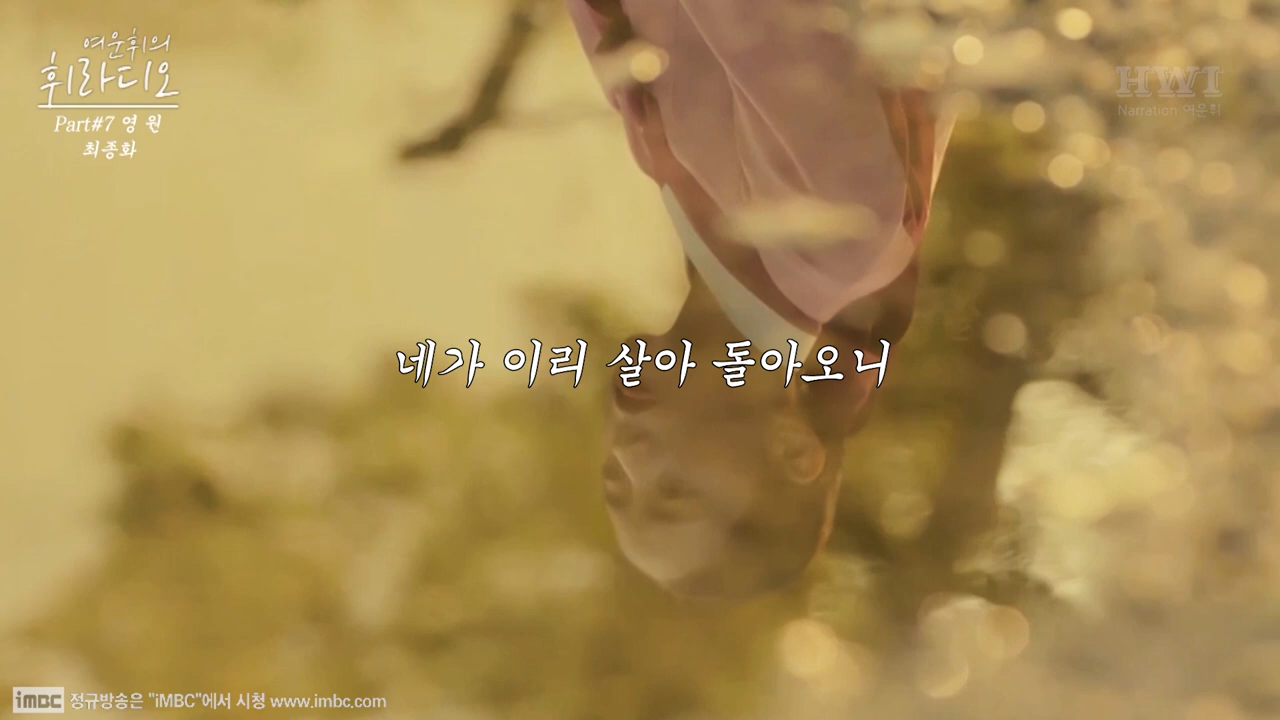 여운휘의
휘라디오
Part#7 영 원
최종화
HWI
Narration 여운휘
네가 이리 살아 돌아오니
iMBC 정규방송은 "iMBC"에서 시청 www.imbc.com